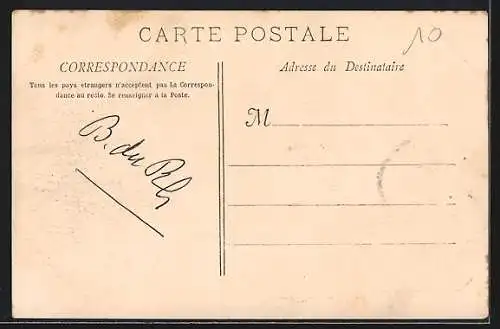 CARTE POSTALE
10
CORRESPONDANCE
Tous les pays étrangers n'acceptent pas la Correspon-
dance au recto. Se renseigner à la Poste.
Adresse du Destinataire
M
B. du